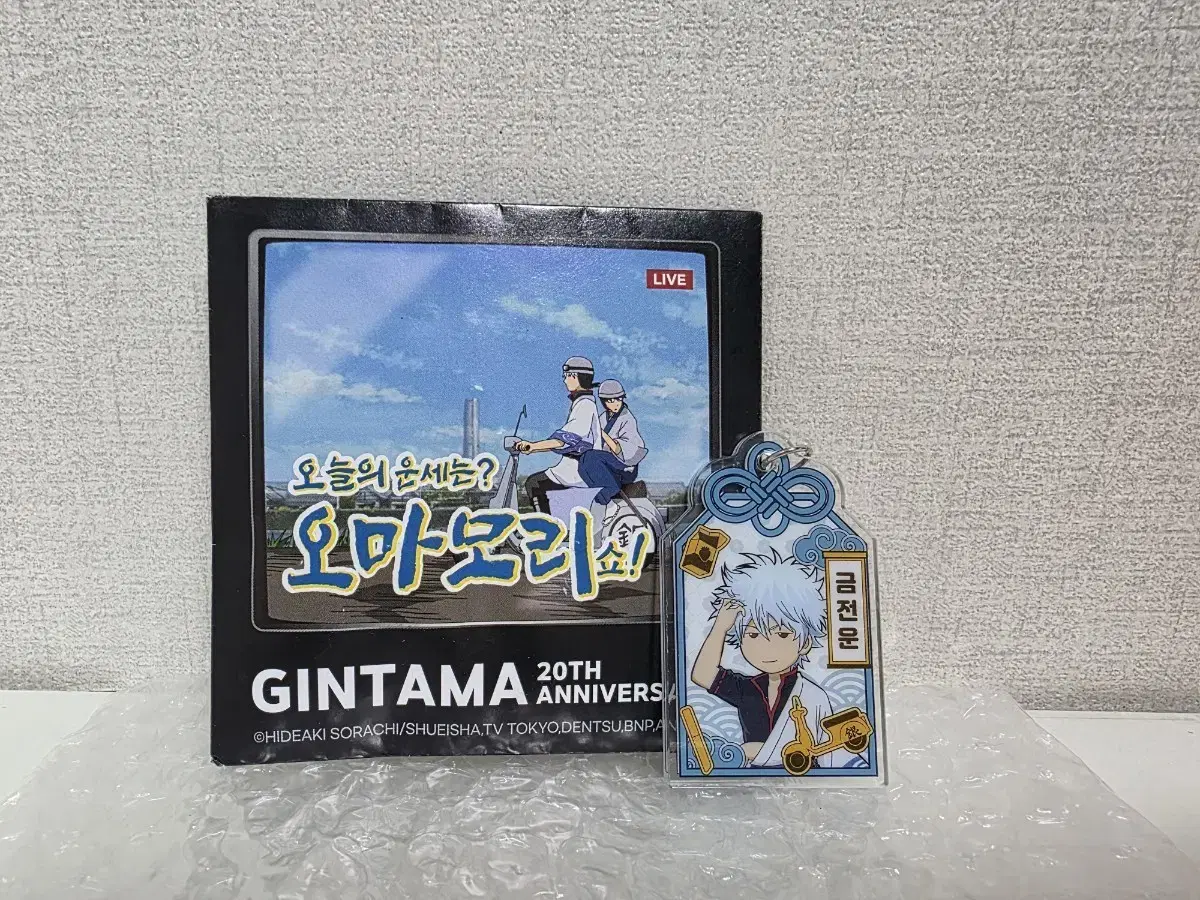 LIVE
오늘의 운세는?
오마모리쇼!
GINTAMA
20TH
ANNIVERSA
©HIDEAKI SORACHI/SHUEISHA,TV TOKYO,DENTSU,BNP,A
금전운
銀